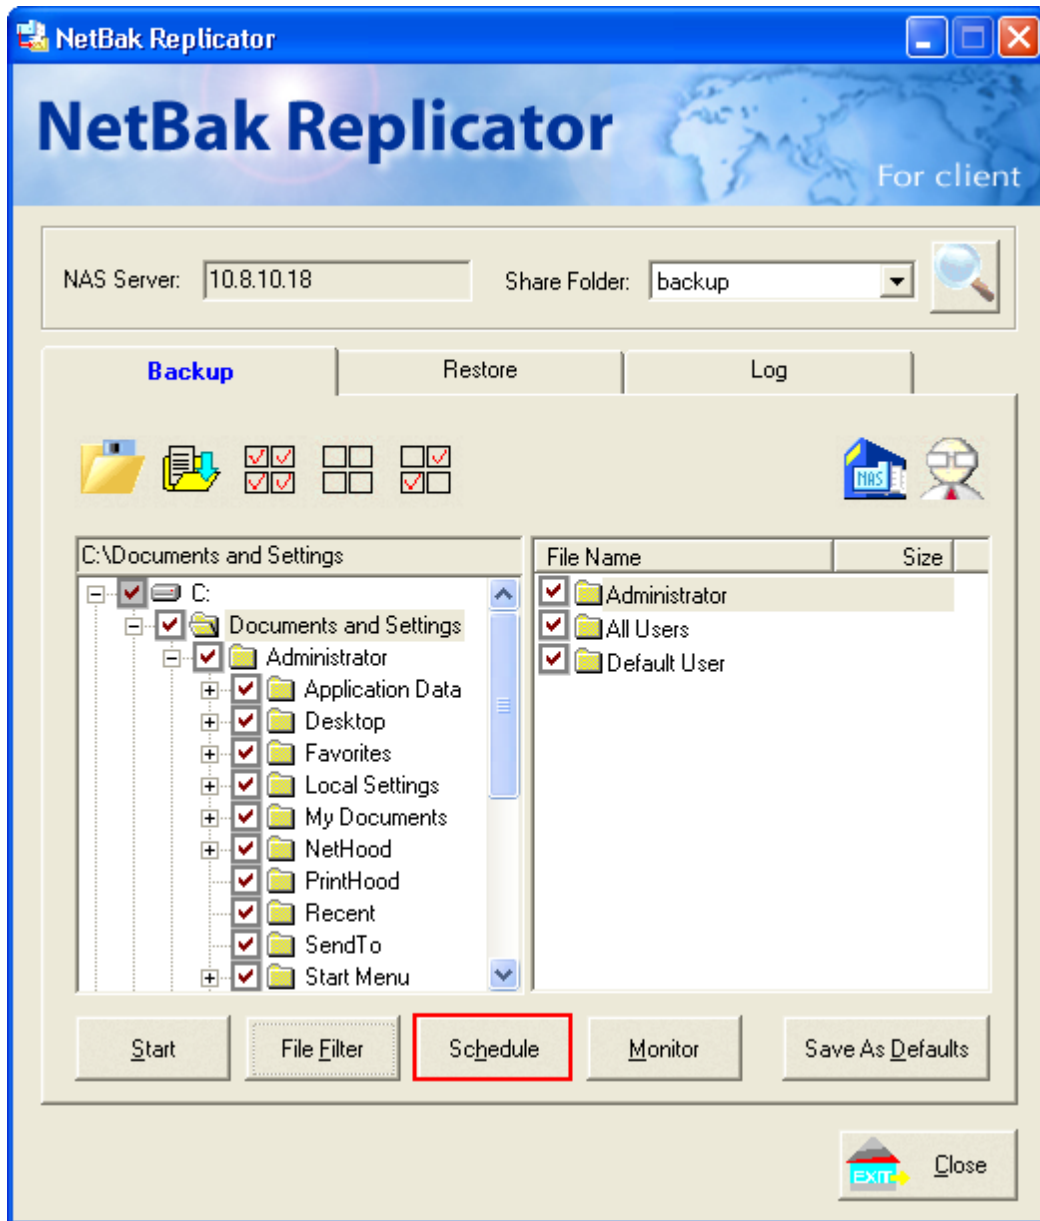 NetBak Replicator
NetBak Replicator
For client
NAS Server: 10.8.10.18 Share Folder: backup
Backup Restore Log
NAS
C:\Documents and Settings
File Name Size
C:
Documents and Settings
Administrator
Application Data
Desktop
Favorites
Local Settings
My Documents
NetHood
PrintHood
Recent
SendTo
Start Menu
Administrator
All Users
Default User
Start File Filter Schedule Monitor Save As Defaults
EXIT Close